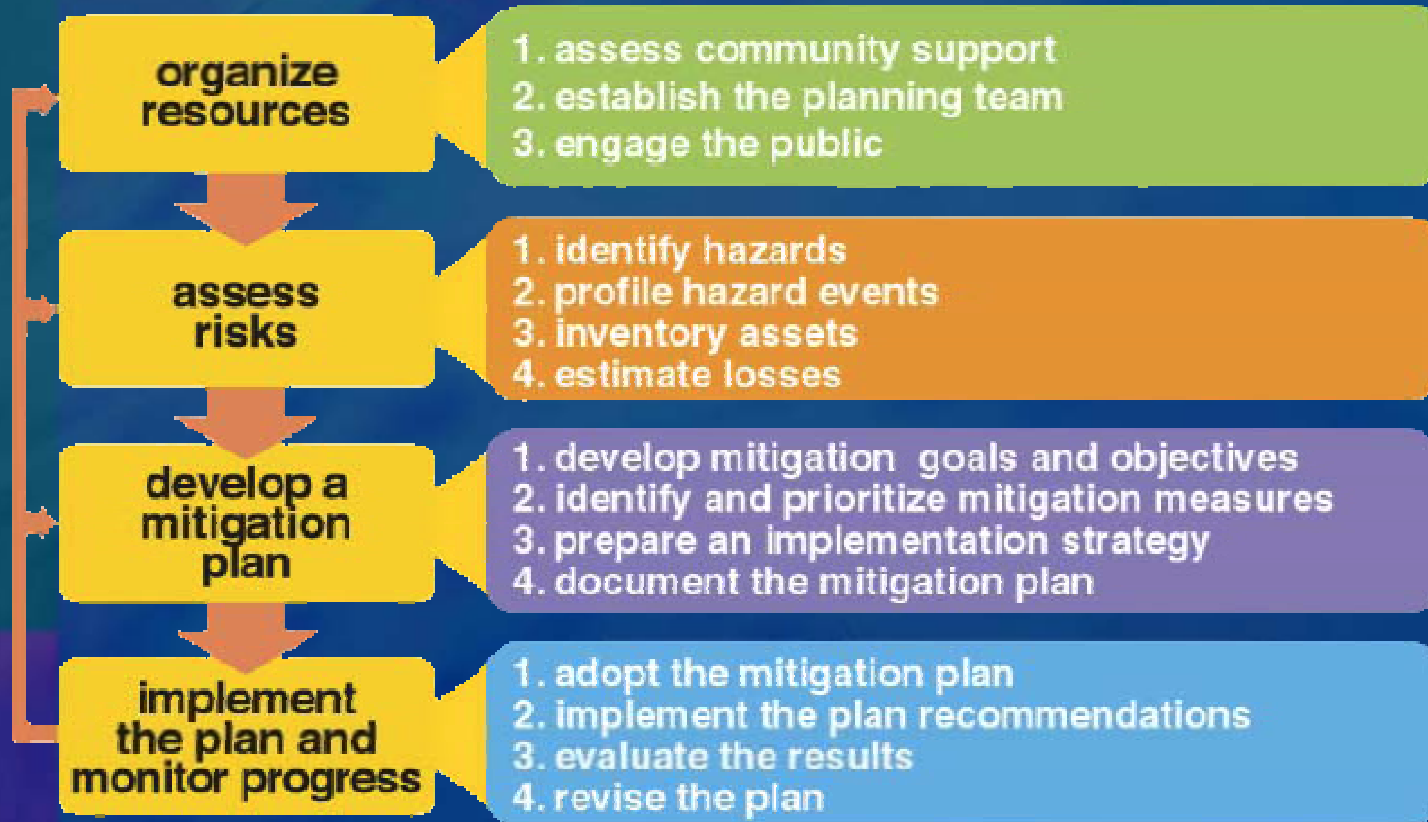 organize
resources
1. assess community support
2. establish the planning team
3. engage the public
assess
risks
1. identify hazards
2. profile hazard events
3. inventory assets
4. estimate losses
develop a
mitigation
plan
1. develop mitigation goals and objectives
2. identify and prioritize mitigation measures
3. prepare an implementation strategy
4. document the mitigation plan
implement
the plan and
monitor progress
1. adopt the mitigation plan
2. implement the plan recommendations
3. evaluate the results
4. revise the plan